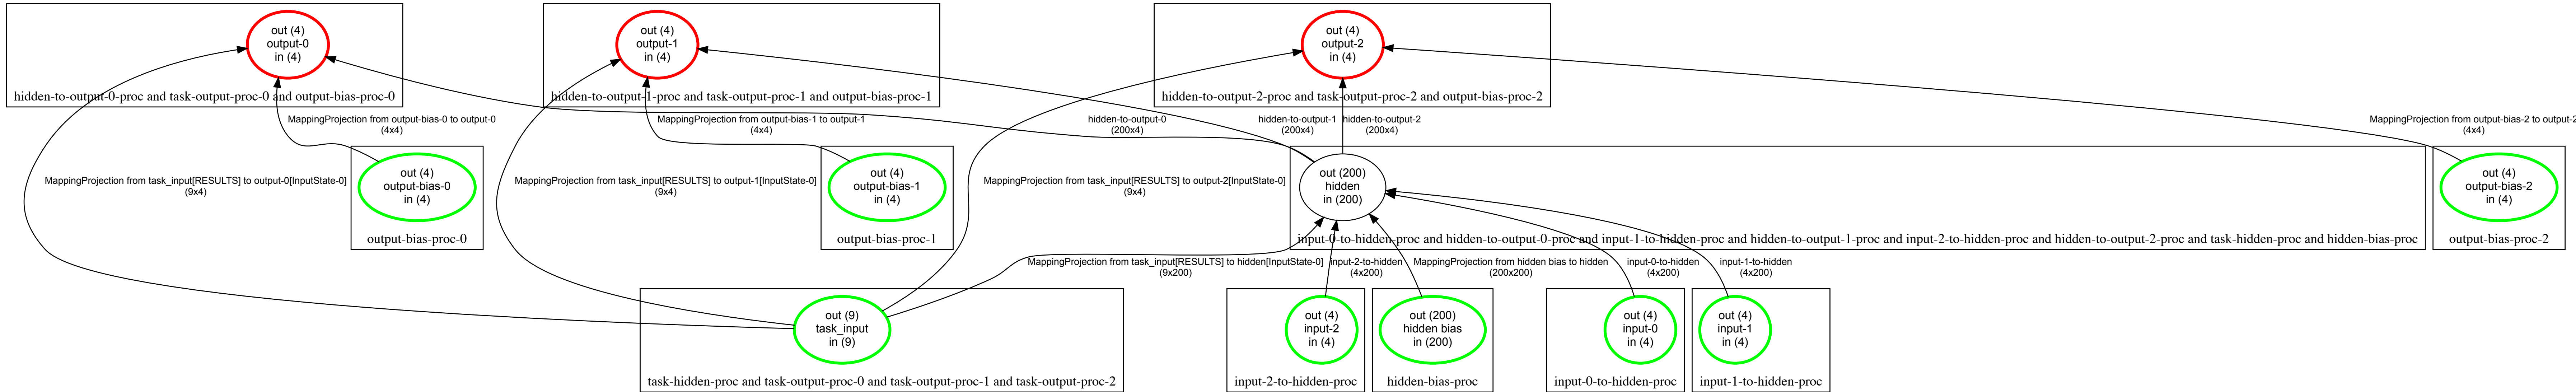 out (4)
output-0
in (4)
hidden-to-output-0-proc and task-output-proc-0 and output-bias-proc-0
out (4)
output-1
in (4)
hidden-to-output-1-proc and task-output-proc-1 and output-bias-proc-1
out (4)
output-2
in (4)
hidden-to-output-2-proc and task-output-proc-2 and output-bias-proc-2
MappingProjection from output-bias-0 to output-0
(4x4)
MappingProjection from output-bias-1 to output-1
(4x4)
hidden-to-output-0
(200x4)
hidden-to-output-1
(200x4)
hidden-to-output-2
(200x4)
MappingProjection from output-bias-2 to output-2
(4x4)
MappingProjection from task_input[RESULTS] to output-0[InputState-0]
(9x4)
out (4)
output-bias-0
in (4)
output-bias-proc-0
MappingProjection from task_input[RESULTS] to output-1[InputState-0]
(9x4)
out (4)
output-bias-1
in (4)
output-bias-proc-1
MappingProjection from task_input[RESULTS] to output-2[InputState-0]
(9x4)
out (200)
hidden
in (200)
input-0-to-hidden-proc and hidden-to-output-0-proc and input-1-to-hidden-proc and hidden-to-output-1-proc and input-2-to-hidden-proc and hidden-to-output-2-proc and task-hidden-proc and hidden-bias-proc
out (4)
output-bias-2
in (4)
output-bias-proc-2
MappingProjection from task_input[RESULTS] to hidden[InputState-0]
(9x200)
input-2-to-hidden
(4x200)
MappingProjection from hidden bias to hidden
(200x200)
input-0-to-hidden
(4x200)
input-1-to-hidden
(4x200)
out (9)
task_input
in (9)
task-hidden-proc and task-output-proc-0 and task-output-proc-1 and task-output-proc-2
out (4)
input-2
in (4)
input-2-to-hidden-proc
out (200)
hidden bias
in (200)
hidden-bias-proc
out (4)
input-0
in (4)
input-0-to-hidden-proc
out (4)
input-1
in (4)
input-1-to-hidden-proc